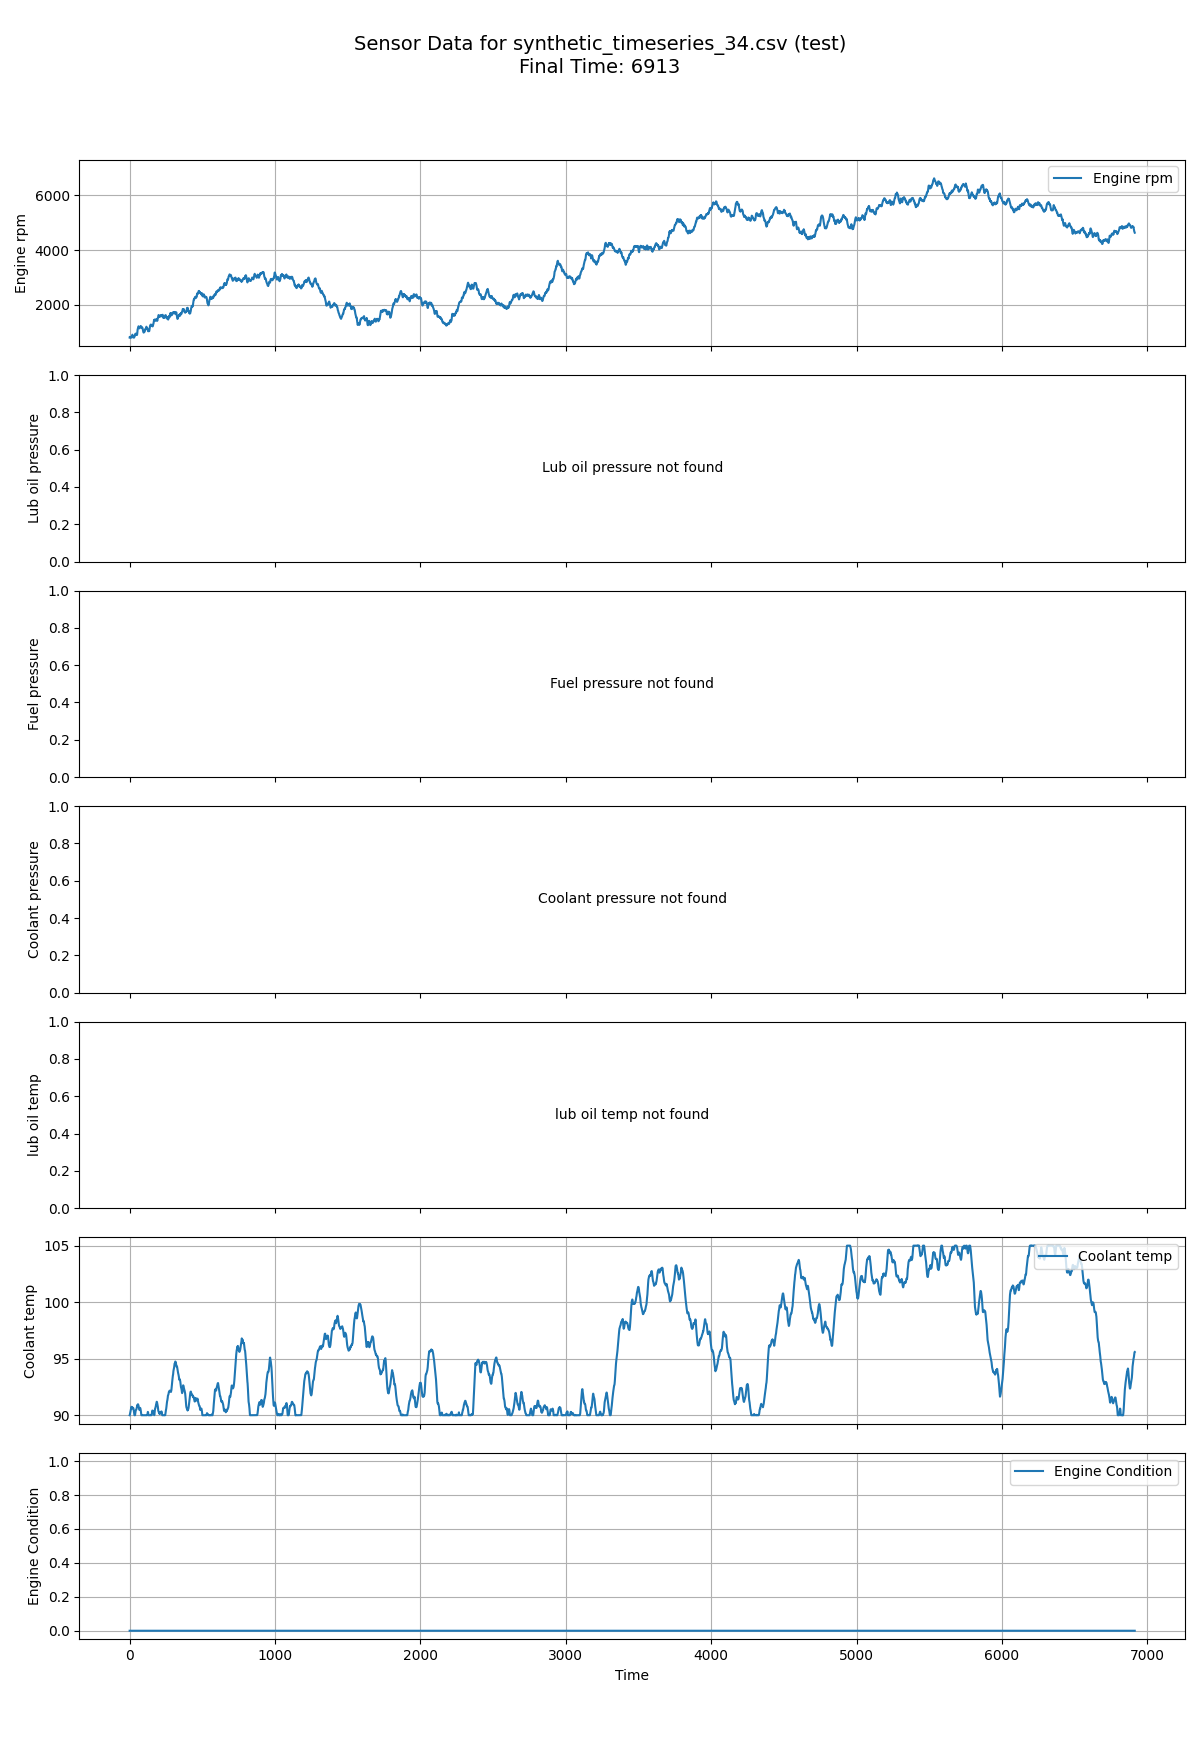 Sensor Data for synthetic_timeseries_34.csv (test)
Final Time: 6913
Engine rpm
6000
4000
2000
Engine rpm
Lub oil pressure
1.0
0.8
0.6
0.4
0.2
0.0
Lub oil pressure not found
Fuel pressure
1.0
0.8
0.6
0.4
0.2
0.0
Fuel pressure not found
Coolant pressure
1.0
0.8
0.6
0.4
0.2
0.0
Coolant pressure not found
lub oil temp
1.0
0.8
0.6
0.4
0.2
0.0
lub oil temp not found
Coolant temp
105
100
95
90
Coolant temp
Engine Condition
1.0
0.8
0.6
0.4
0.2
0.0
Engine Condition
0 1000 2000 3000 4000 5000 6000 7000
Time